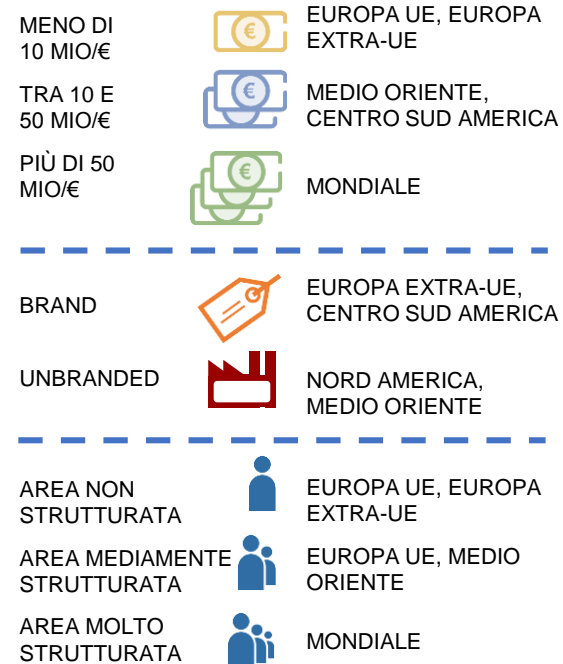 MENO DI
10 MIO/€
€
EUROPA UE, EUROPA
EXTRA-UE
TRA 10 E
50 MIO/€
€
MEDIO ORIENTE,
CENTRO SUD AMERICA
PIÙ DI 50
MIO/€
€
MONDIALE
BRAND
EUROPA EXTRA-UE,
CENTRO SUD AMERICA
UNBRANDED
NORD AMERICA,
MEDIO ORIENTE
AREA NON
STRUTTURATA
EUROPA UE, EUROPA
EXTRA-UE
AREA MEDIAMENTE
STRUTTURATA
EUROPA UE, MEDIO
ORIENTE
AREA MOLTO
STRUTTURATA
MONDIALE